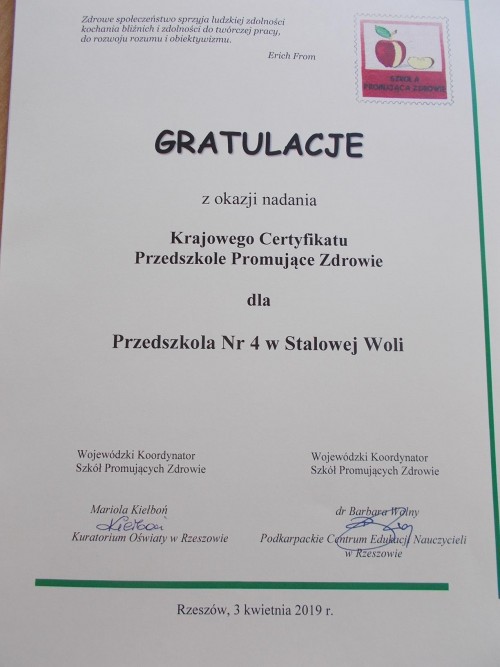 Zdrowe społeczeństwo sprzyja ludzkiej zdolności
kochania bliźnich i zdolności do twórczej pracy,
do rozwoju rozumu i obiektywizmu.
Erich From
SZKOŁA
PROMUJĄCA ZDROWIE
GRATULACJE
z okazji nadania
Krajowego Certyfikatu
Przedszkole Promujące Zdrowie
dla
Przedszkola Nr 4 w Stalowej Woli
Wojewódzki Koordynator
Szkół Promujących Zdrowie
Mariola Kiełboń
Kiełboń
Kuratorium Oświaty w Rzeszowie
Wojewódzki Koordynator
Szkół Promujących Zdrowie
dr Barbara Wolny
Podkarpackie Centrum Edukacji Nauczycieli
w Rzeszowie
Rzeszów, 3 kwietnia 2019 r.